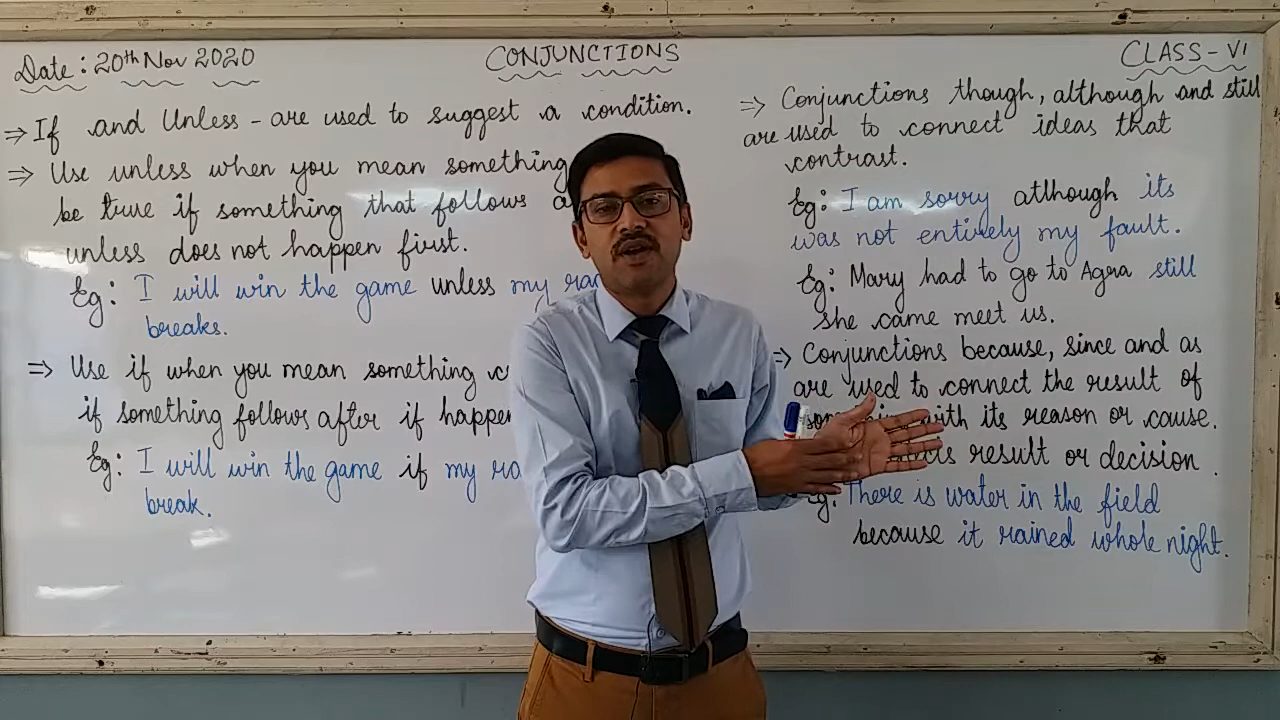 Date: 20th Nov 2020
CONJUNCTIONS
CLASS - VI
⇒ If and Unless - are used to suggest a condition.
⇒ Use unless when you mean something
be true if something that follows
unless does not happen first.
Eg: I will win the game unless my
breaks.
⇒ Use if when you mean something
if something follows after if
Eg: I will win the game if my
break.
⇒ Conjunctions though, although and still
are used to connect ideas that
contrast.
Eg: I am sorry atlhough its
was not entirely my fault.
Eg: Mary had to go to Agra still
she came meet us.
⇒ Conjunctions because, since and as
are used to connect the result of
with its reason or cause.
result or decision.
Eg: There is water in the field
because it rained whole night.